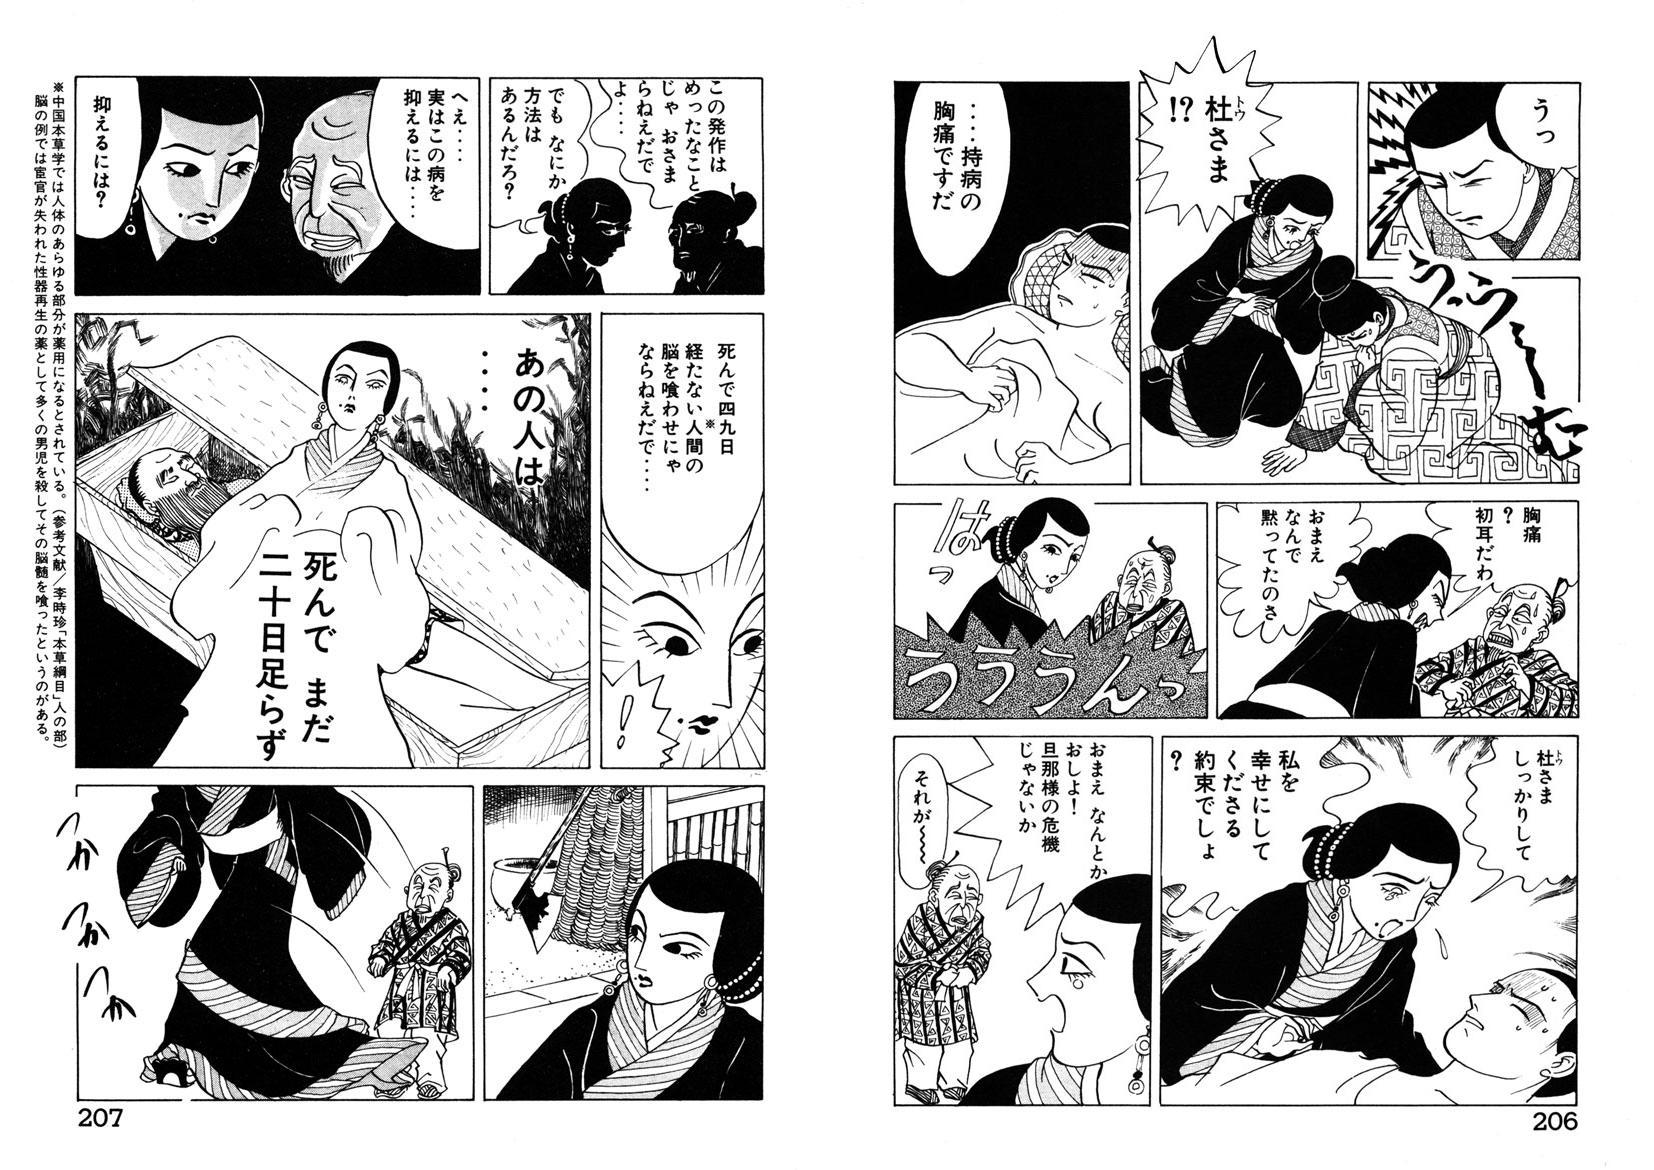 うっ
杜さま
トウ
!?
うっうう〜〜む
‥‥持病の
胸痛ですだ
胸痛
?
初耳だわ
おまえ
なんで
黙ってたのさ
はっ
うううんっ
杜さま
トウ
しっかりして
私を
幸せにして
くださる
約束でしょ
?
おまえ なんとか
おしよ!
旦那様の危機
じゃないか
それが〜〜
206
この発作は
めったなこと
じゃ おさま
らねえだで
よ‥‥
でも なにか
方法は
あるんだろ?
へえ‥‥
実はこの病を
抑えるには‥‥
抑えるには?
死んで四九日
経たない人間の
※
脳を喰わせにゃ
ならねえだで‥‥
!
あの人は
‥‥
死んで まだ
二十日足らず
つか
つか
つか
※中国本草学では人体のあらゆる部分が薬用になるとされている。(参考文献/李時珍「本草綱目」人の部)
脳の例では宦官が失われた性器再生の薬として多くの男児を殺してその脳髄を喰ったというのがある。
207